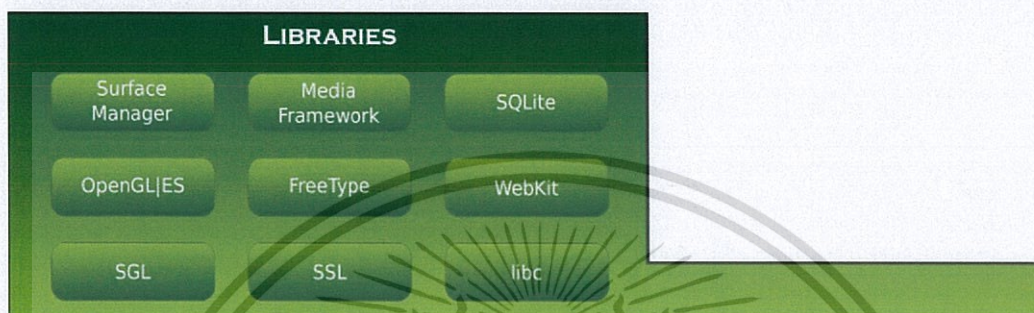 LIBRARIES
Surface
Manager
Media
Framework
SQLite
OpenGL|ES
FreeType
WebKit
SGL
SSL
libc